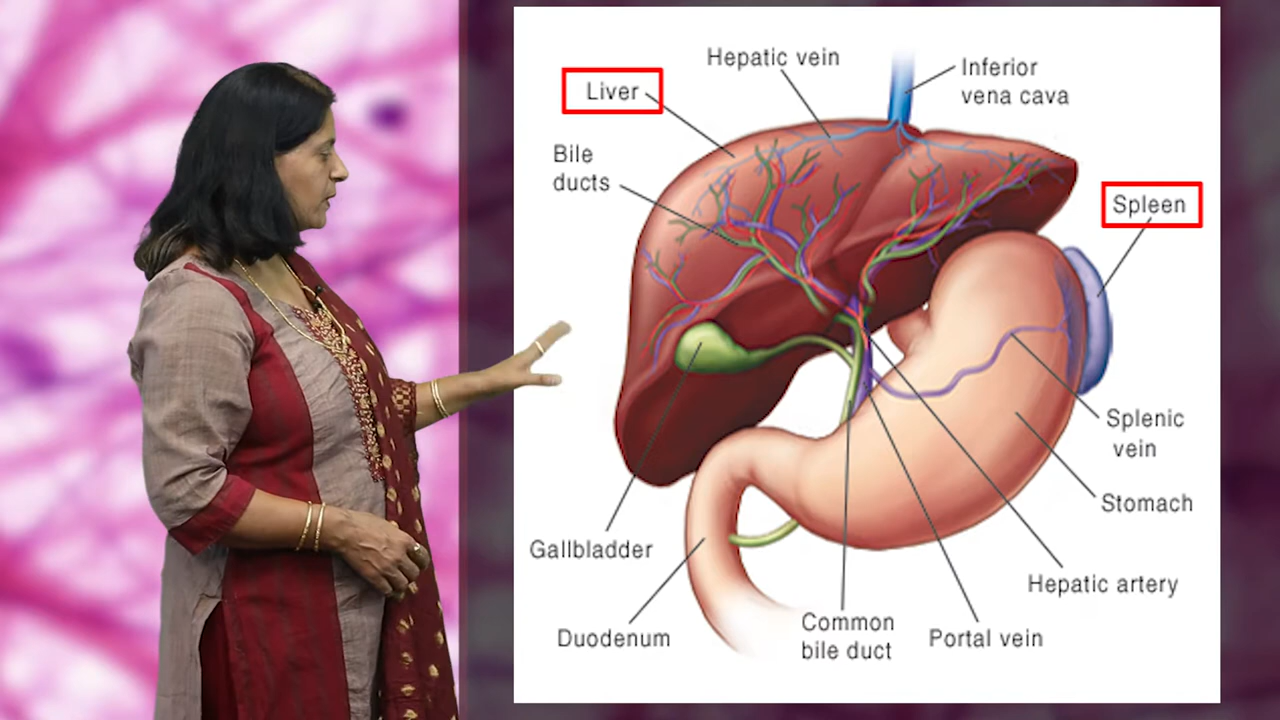 Hepatic vein
Inferior
vena cava
Liver
Bile
ducts
Spleen
Splenic
vein
Stomach
Gallbladder
Hepatic artery
Duodenum
Common
bile duct
Portal vein